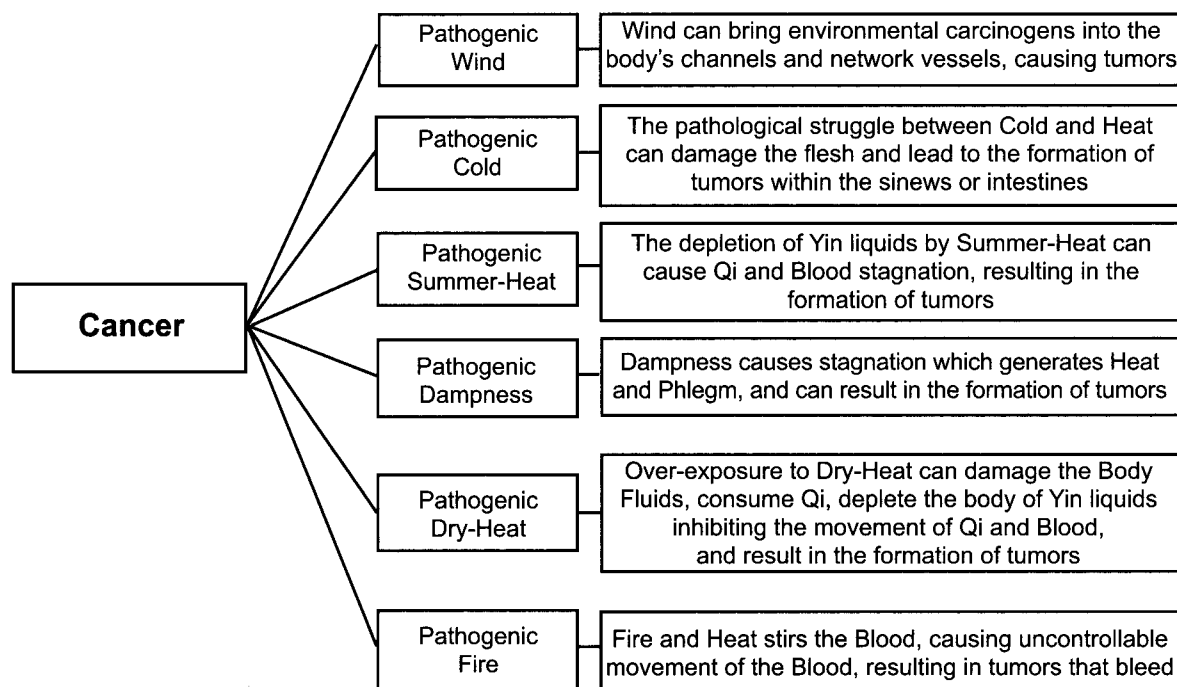 Cancer
Pathogenic
Wind
Wind can bring environmental carcinogens into the
body's channels and network vessels, causing tumors
Pathogenic
Cold
The pathological struggle between Cold and Heat
can damage the flesh and lead to the formation of
tumors within the sinews or intestines
Pathogenic
Summer-Heat
The depletion of Yin liquids by Summer-Heat can
cause Qi and Blood stagnation, resulting in the
formation of tumors
Pathogenic
Dampness
Dampness causes stagnation which generates Heat
and Phlegm, and can result in the formation of tumors
Pathogenic
Dry-Heat
Over-exposure to Dry-Heat can damage the Body
Fluids, consume Qi, deplete the body of Yin liquids
inhibiting the movement of Qi and Blood,
and result in the formation of tumors
Pathogenic
Fire
Fire and Heat stirs the Blood, causing uncontrollable
movement of the Blood, resulting in tumors that bleed